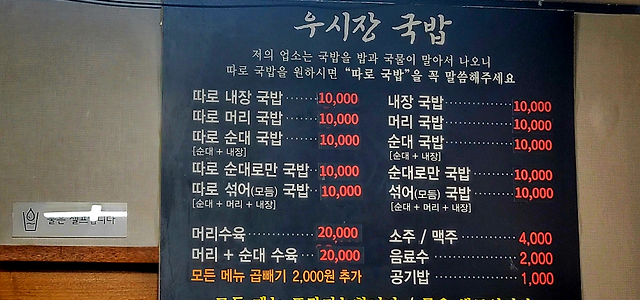 우시장 국밥
저의 업소는 국밥을 밥과 국물이 말아서 나오니
따로 국밥을 원하시면 "따로 국밥"을 꼭 말씀해주세요
따로 내장 국밥 ······ 10,000
따로 머리 국밥 ······ 10,000
따로 순대 국밥 ······ 10,000
[순대 + 내장]
따로 순대로만 국밥 · 10,000
따로 섞어(모듬) 국밥 ·· 10,000
[순대 + 머리 + 내장]
머리수육 ············ 20,000
머리 + 순대 수육 ··· 20,000
모든 메뉴 곱빼기 2,000원 추가
내장 국밥 ············ 10,000
머리 국밥 ············ 10,000
순대 국밥 ············ 10,000
[순대 + 내장]
순대로만 국밥 ······· 10,000
섞어(모듬) 국밥 ······ 10,000
[순대 + 머리 + 내장]
소주 / 맥주 ·········· 4,000
음료수 ··············· 2,000
공기밥 ··············· 1,000